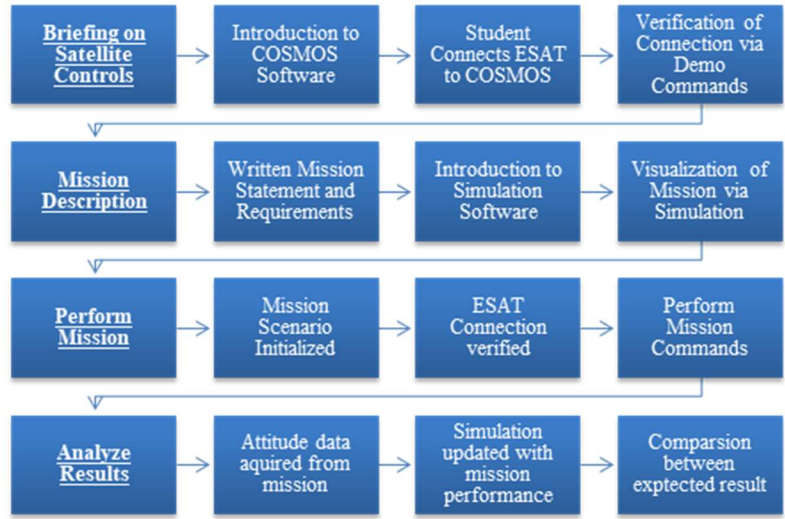 Briefing on
Satellite
Controls
Introduction to
COSMOS
Software
Student
Connects ESAT
to COSMOS
Verification of
Connection via
Demo
Commands
Mission
Description
Written Mission
Statement and
Requirements
Introduction to
Simulation
Software
Visualization of
Mission via
Simulation
Perform
Mission
Mission
Scenario
Initialized
ESAT
Connection
verified
Perform
Mission
Commands
Analyze
Results
Attitude data
aquired from
mission
Simulation
updated with
mission
performance
Comparsion
between
exptected result